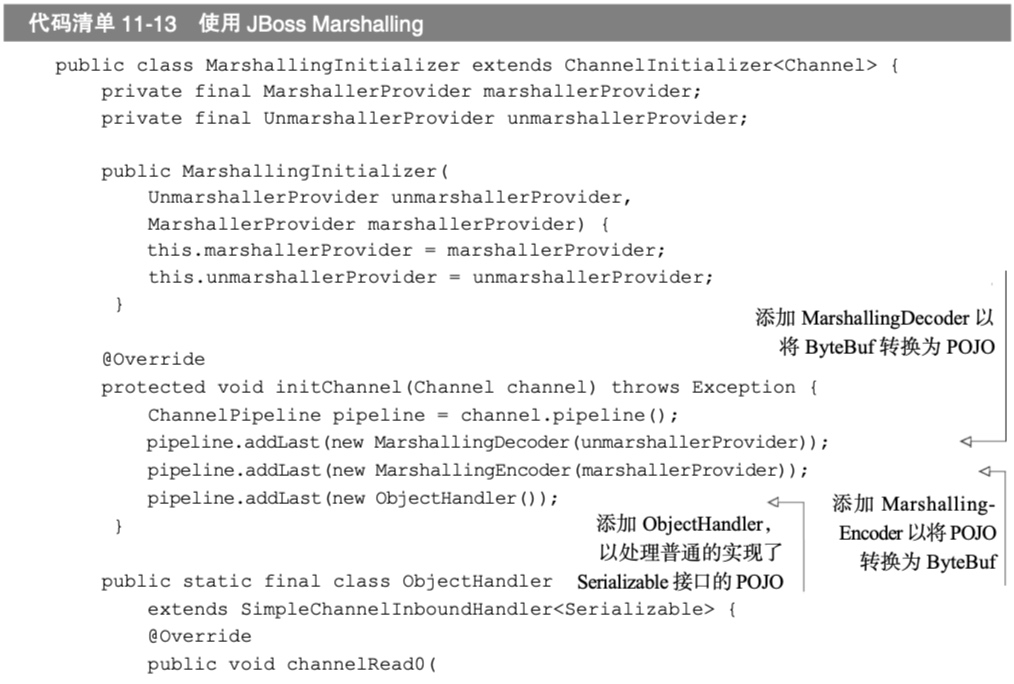 代码清单 11-13 使用 JBoss Marshalling
public class MarshallingInitializer extends ChannelInitializer<Channel> {
private final MarshallerProvider marshallerProvider;
private final UnmarshallerProvider unmarshallerProvider;
public MarshallingInitializer(
UnmarshallerProvider unmarshallerProvider,
MarshallerProvider marshallerProvider) {
this.marshallerProvider = marshallerProvider;
this.unmarshallerProvider = unmarshallerProvider;
}
添加 MarshallingDecoder 以
将 ByteBuf 转换为 POJO
@Override
protected void initChannel(Channel channel) throws Exception {
ChannelPipeline pipeline = channel.pipeline();
pipeline.addLast(new MarshallingDecoder(unmarshallerProvider));
pipeline.addLast(new MarshallingEncoder(marshallerProvider));
pipeline.addLast(new ObjectHandler());
}
添加 ObjectHandler，
以处理普通的实现了
Serializable 接口的 POJO
添加 Marshalling-
Encoder 以将 POJO
转换为 ByteBuf
public static final class ObjectHandler
extends SimpleChannelInboundHandler<Serializable> {
@Override
public void channelRead0(